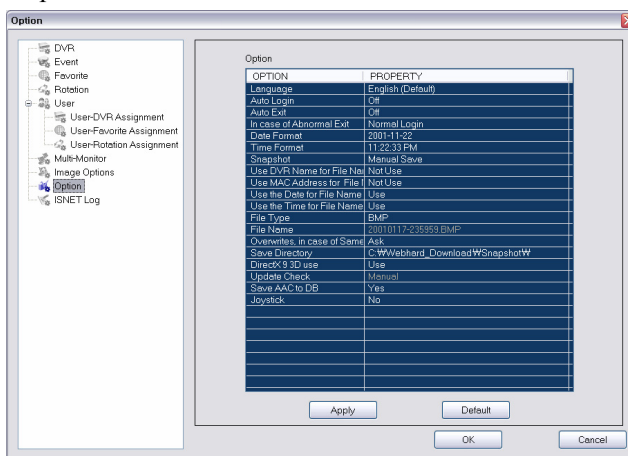 Option
DVR
Event
Favorite
Rotation
User
User-DVR Assignment
User-Favorite Assignment
User-Rotation Assignment
Multi-Monitor
Image Options
Option
ISNET Log
Option
OPTION PROPERTY
Language English (Default)
Auto Login Off
Auto Exit Off
In case of Abnormal Exit Normal Login
Date Format 2001-11-22
Time Format 11:22:33 PM
Snapshot Manual Save
Use DVR Name for File Nar Not Use
Use MAC Address for File Not Use
Use the Date for File Name Use
Use the Time for File Name Use
File Type BMP
File Name 20010117-235959.BMP
Overwrites, in case of Same Ask
Save Directory C:₩Webhard_Download₩Snapshot₩
DirectX 9 3D use Use
Update Check Manual
Save AAC to DB Yes
Joystick No
Apply Default
OK Cancel